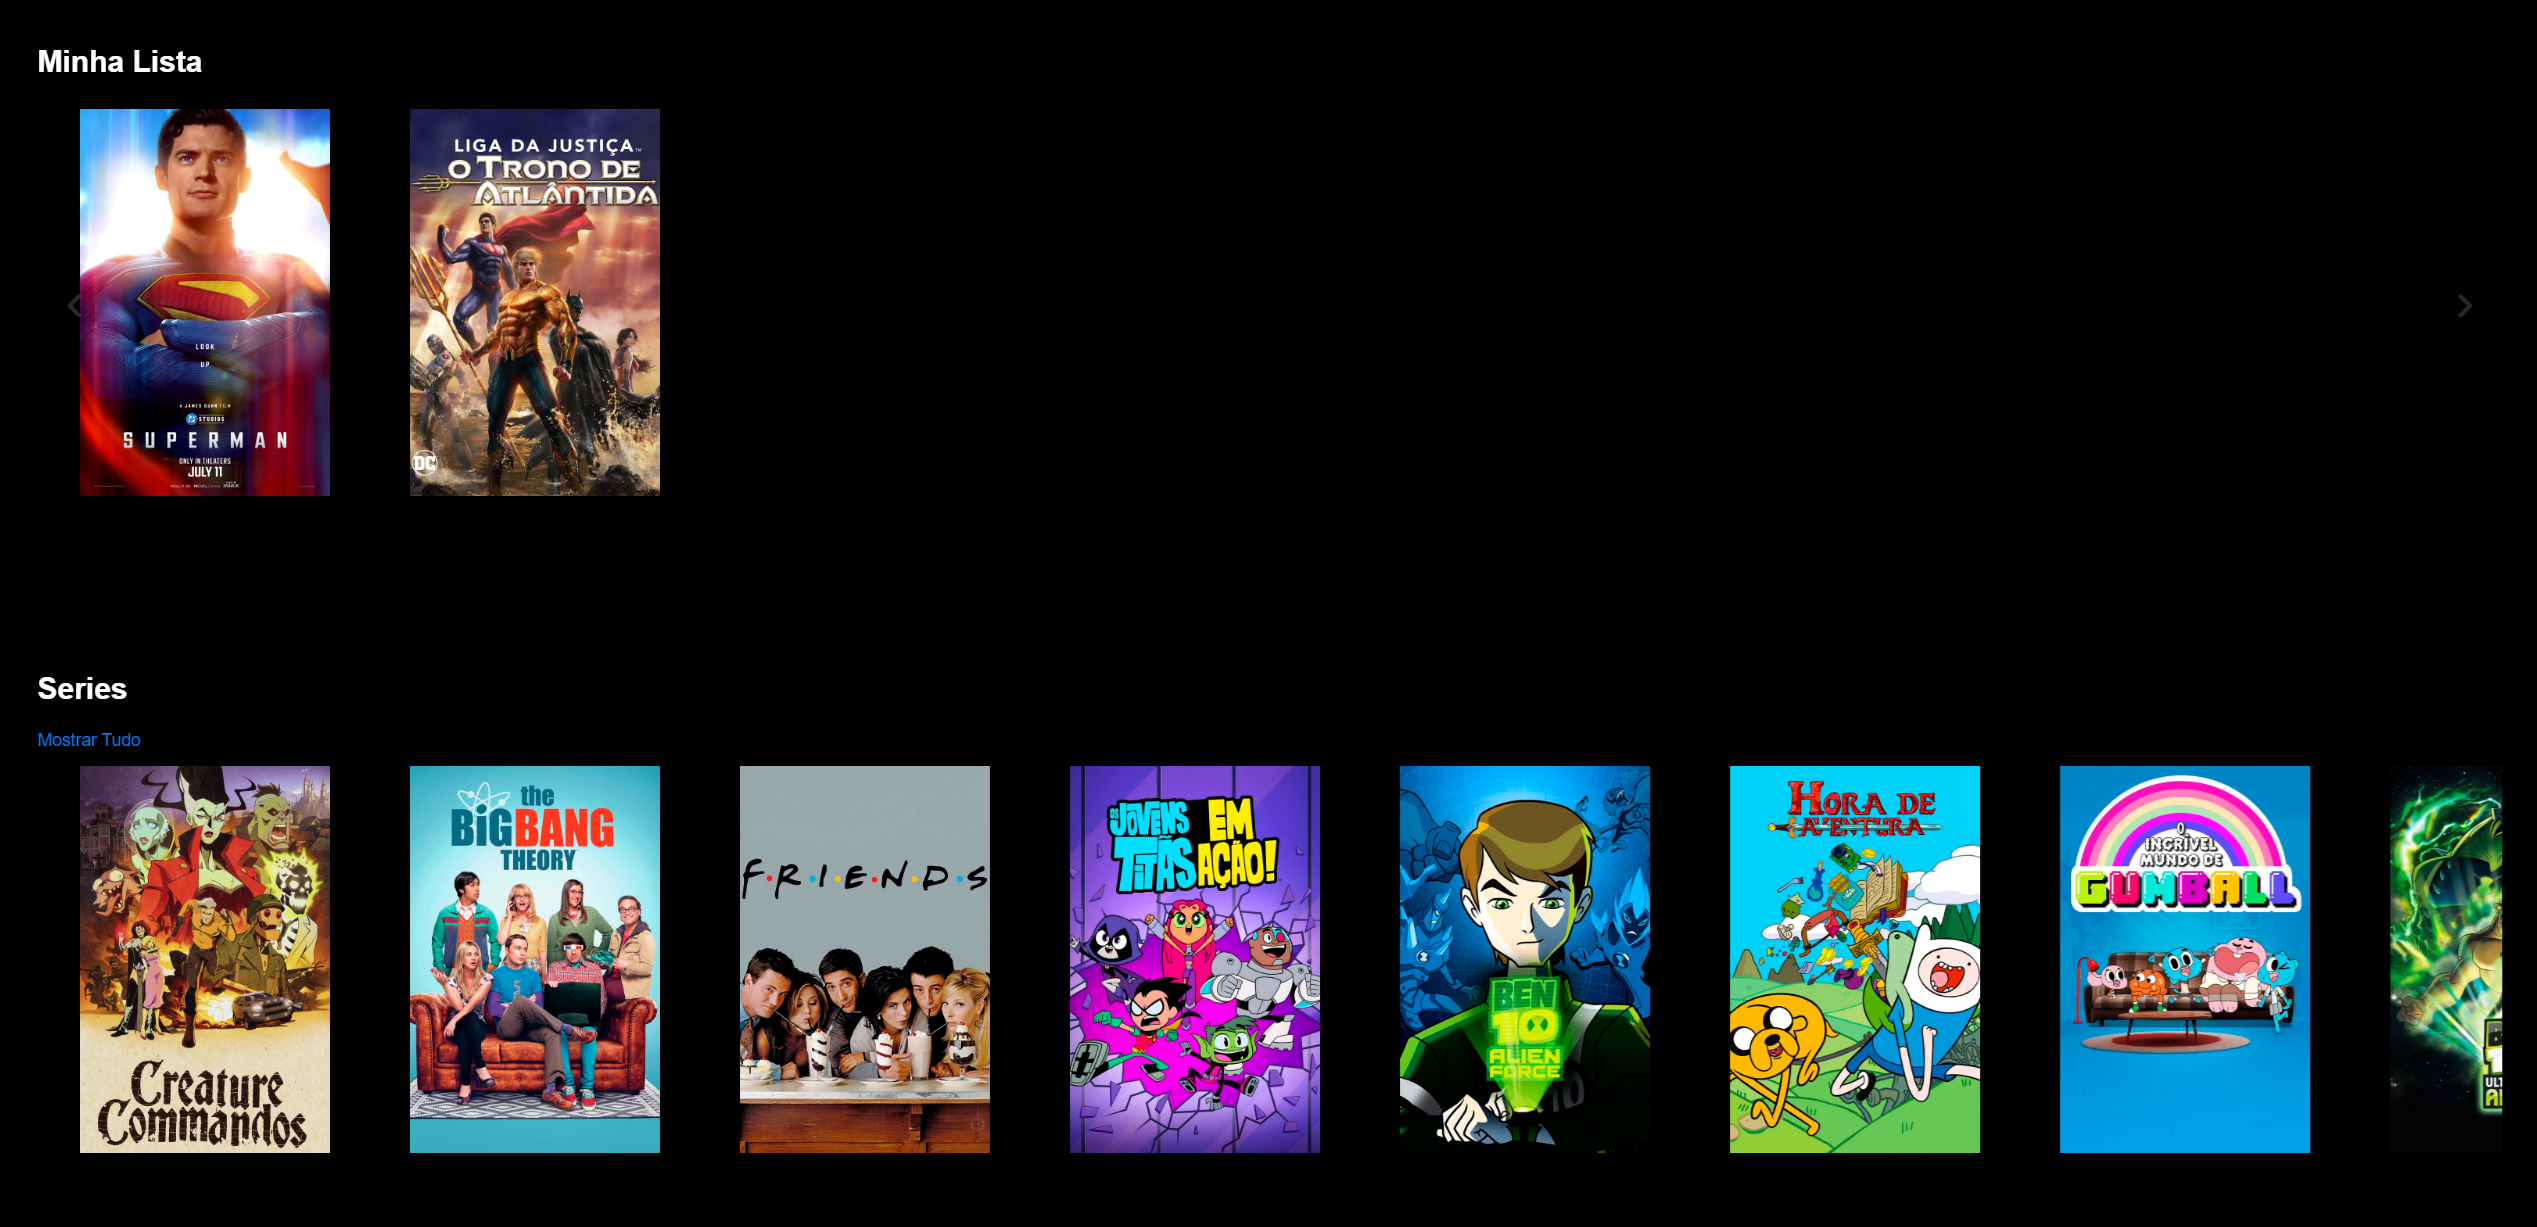 Minha Lista
LOOK
UP
A JAMES GUNN FILM
DC STUDIOS
SUPERMAN
ONLY IN THEATERS
JULY 11
IMAX
LIGA DA JUSTIÇA™
O TRONO DE
ATLÂNTIDA
DC
Series
Mostrar Tudo
Creature
Commandos
the
BIG BANG
THEORY
F·R·I·E·N·D·S
OS JOVENS TITÃS EM AÇÃO!
BEN
10
ALIEN
FORCE
HORA DE
AVENTURA
O
INCRÍVEL
MUNDO DE
GUMBALL